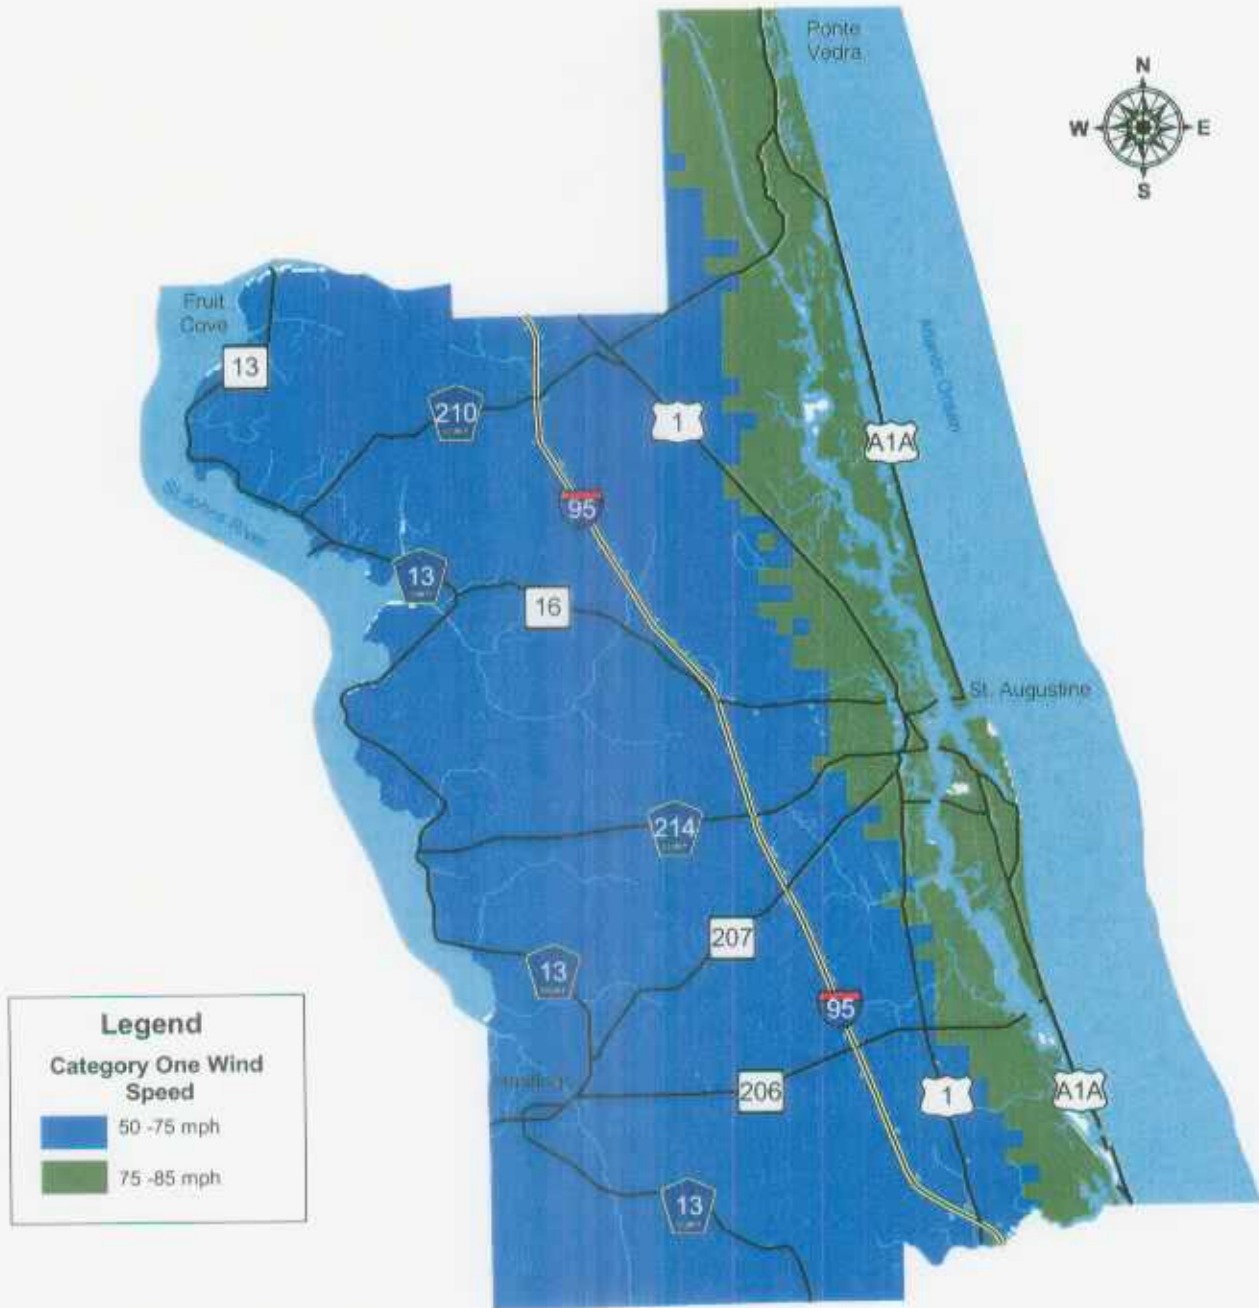 Ponte
Vedra
N
W
E
S
Fruit
Cove
13
210
1
A1A
Atlantic Ocean
95
St. Johns River
13
16
St. Augustine
214
207
13
95
Hastings
206
1
A1A
13
Legend
Category One Wind
Speed
50 -75 mph
75 -85 mph